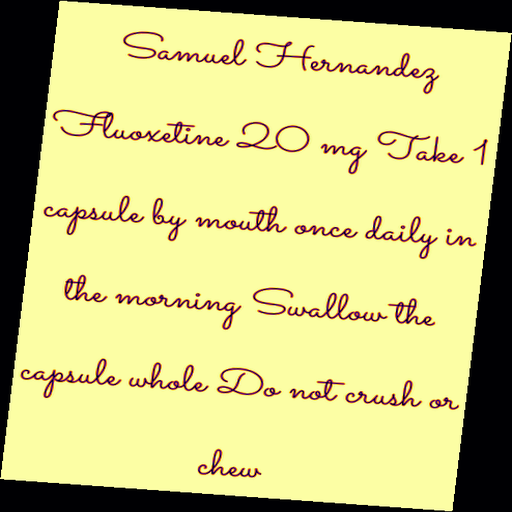 Samuel Hernandez
Fluoxetine 20 mg Take 1
capsule by mouth once daily in
the morning Swallow the
capsule whole Do not crush or
chew